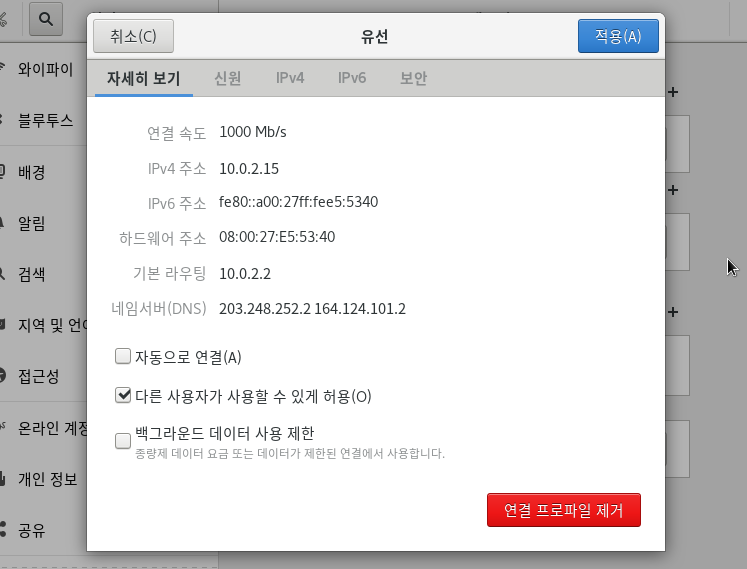 취소(C)
유선
적용(A)
자세히 보기
신원
IPv4
IPv6
보안
연결 속도 1000 Mb/s
IPv4 주소 10.0.2.15
IPv6 주소 fe80::a00:27ff:fee5:5340
하드웨어 주소 08:00:27:E5:53:40
기본 라우팅 10.0.2.2
네임서버(DNS) 203.248.252.2 164.124.101.2
자동으로 연결(A)
다른 사용자가 사용할 수 있게 허용(O)
백그라운드 데이터 사용 제한
종량제 데이터 요금 또는 데이터가 제한된 연결에서 사용합니다.
연결 프로파일 제거
와이파이
블루투스
배경
알림
검색
지역 및
온라인
개인 정보
접근성
공유